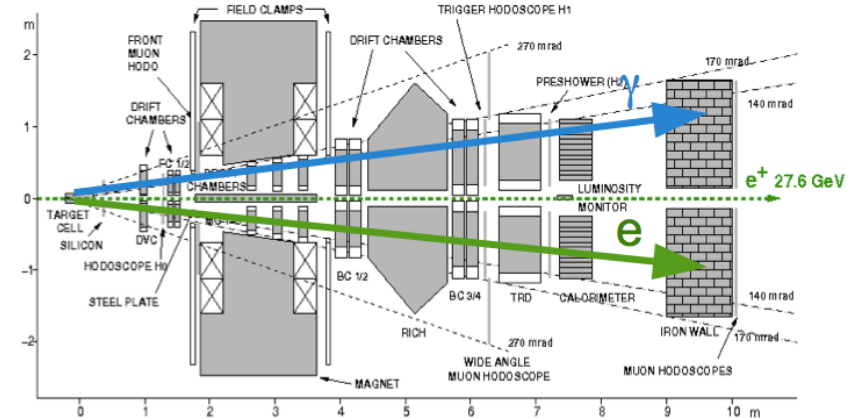 m
FIELD CLAMPS
TRIGGER HODOSCOPE H1
FRONT
MUON
HODO
DRIFT CHAMBERS
270 mrad
170 mrad
PRESHOWER (H2)
γ
140 mrad
2
DRIFT
CHAMBERS
FC 1/2
1
CHAMBERS
e+ 27.6 GeV
0
LUMINOSITY
MONITOR
TARGET
CELL
SILICON
DVC
e
HODOSCOPE H0
-1
BC 1/2
BC 3/4
TRD
CALORIMETER
140 mrad
STEEL PLATE
RICH
IRON WALL
170 mrad
-2
270 mrad
WIDE ANGLE
MUON HODOSCOPE
MUON HODOSCOPES
MAGNET
0 1 2 3 4 5 6 7 8 9 10 m